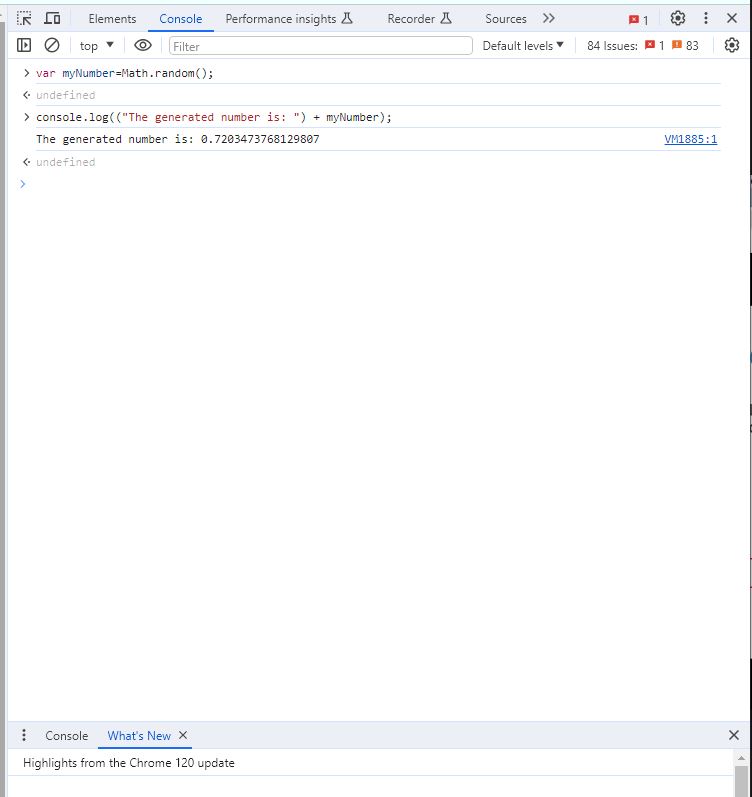 Elements Console Performance insights Recorder Sources 1
top Filter Default levels 84 Issues: 1 83
var myNumber=Math.random();
undefined
console.log(("The generated number is: ") + myNumber);
The generated number is: 0.7203473768129807 VM1885:1
undefined
Console What's New
Highlights from the Chrome 120 update